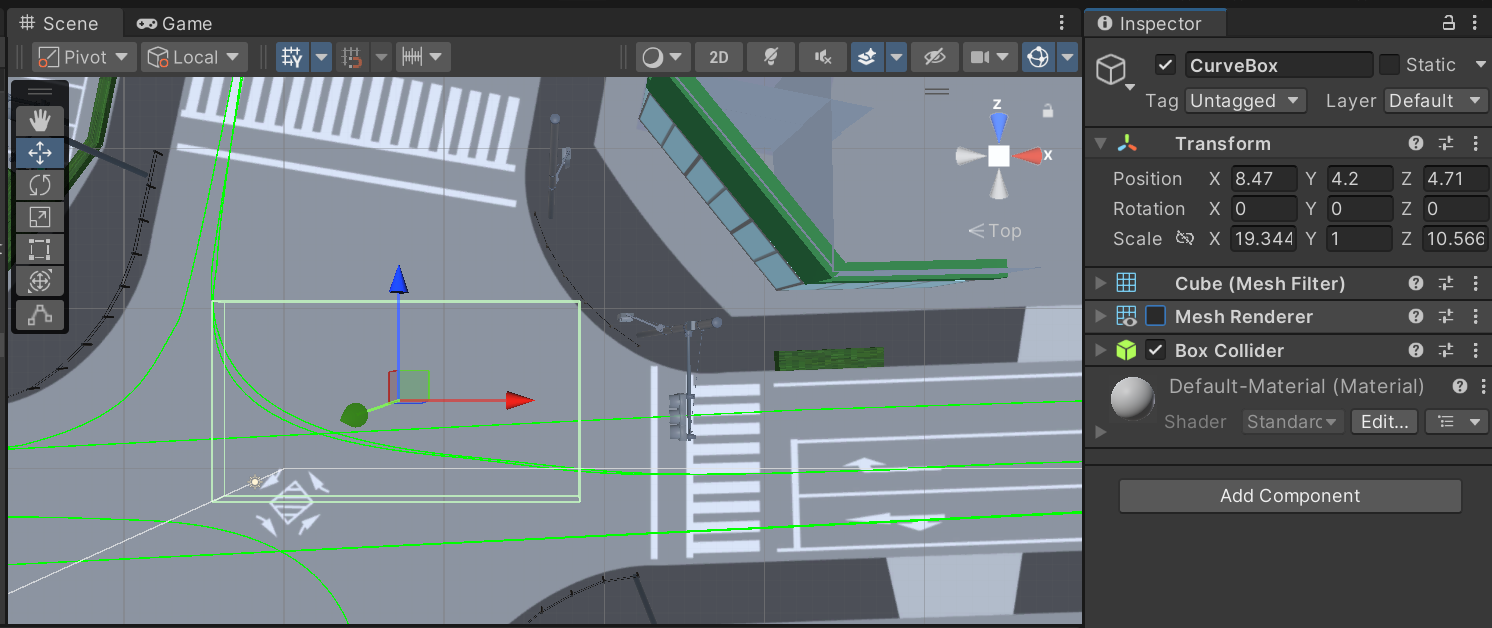 Scene Game
Pivot Local 2D
z
x
Top
Inspector
CurveBox Static
Tag Untagged Layer Default
Transform
Position X 8.47 Y 4.2 Z 4.71
Rotation X 0 Y 0 Z 0
Scale X 19.344 Y 1 Z 10.566
Cube (Mesh Filter)
Mesh Renderer
Box Collider
Default-Material (Material)
Shader Standarc Edit...
Add Component